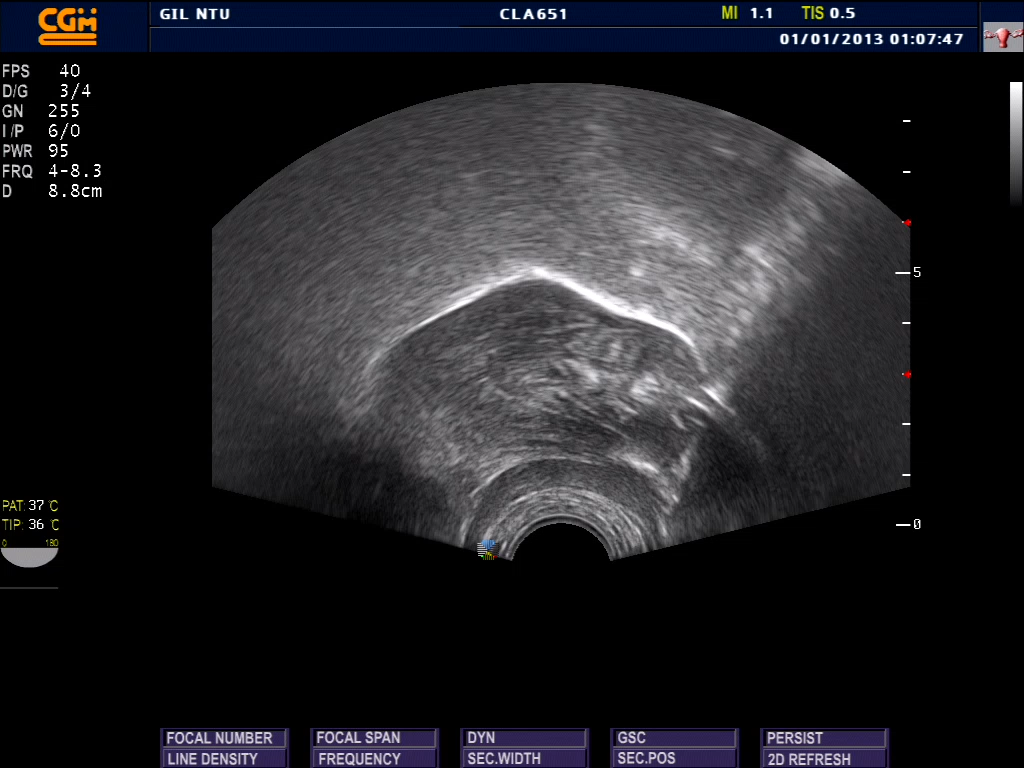 CGM
GIL NTU CLA651 MI 1.1 TIS 0.5
01/01/2013 01:07:47
FPS 40
D/G 3/4
GN 255
I/P 6/0
PWR 95
FRQ 4-8.3
D 8.8cm
5
PAT: 37 °C
TIP: 36 °C
0 180
0
FOCAL NUMBER FOCAL SPAN DYN GSC PERSIST
LINE DENSITY FREQUENCY SEC.WIDTH SEC.POS 2D REFRESH